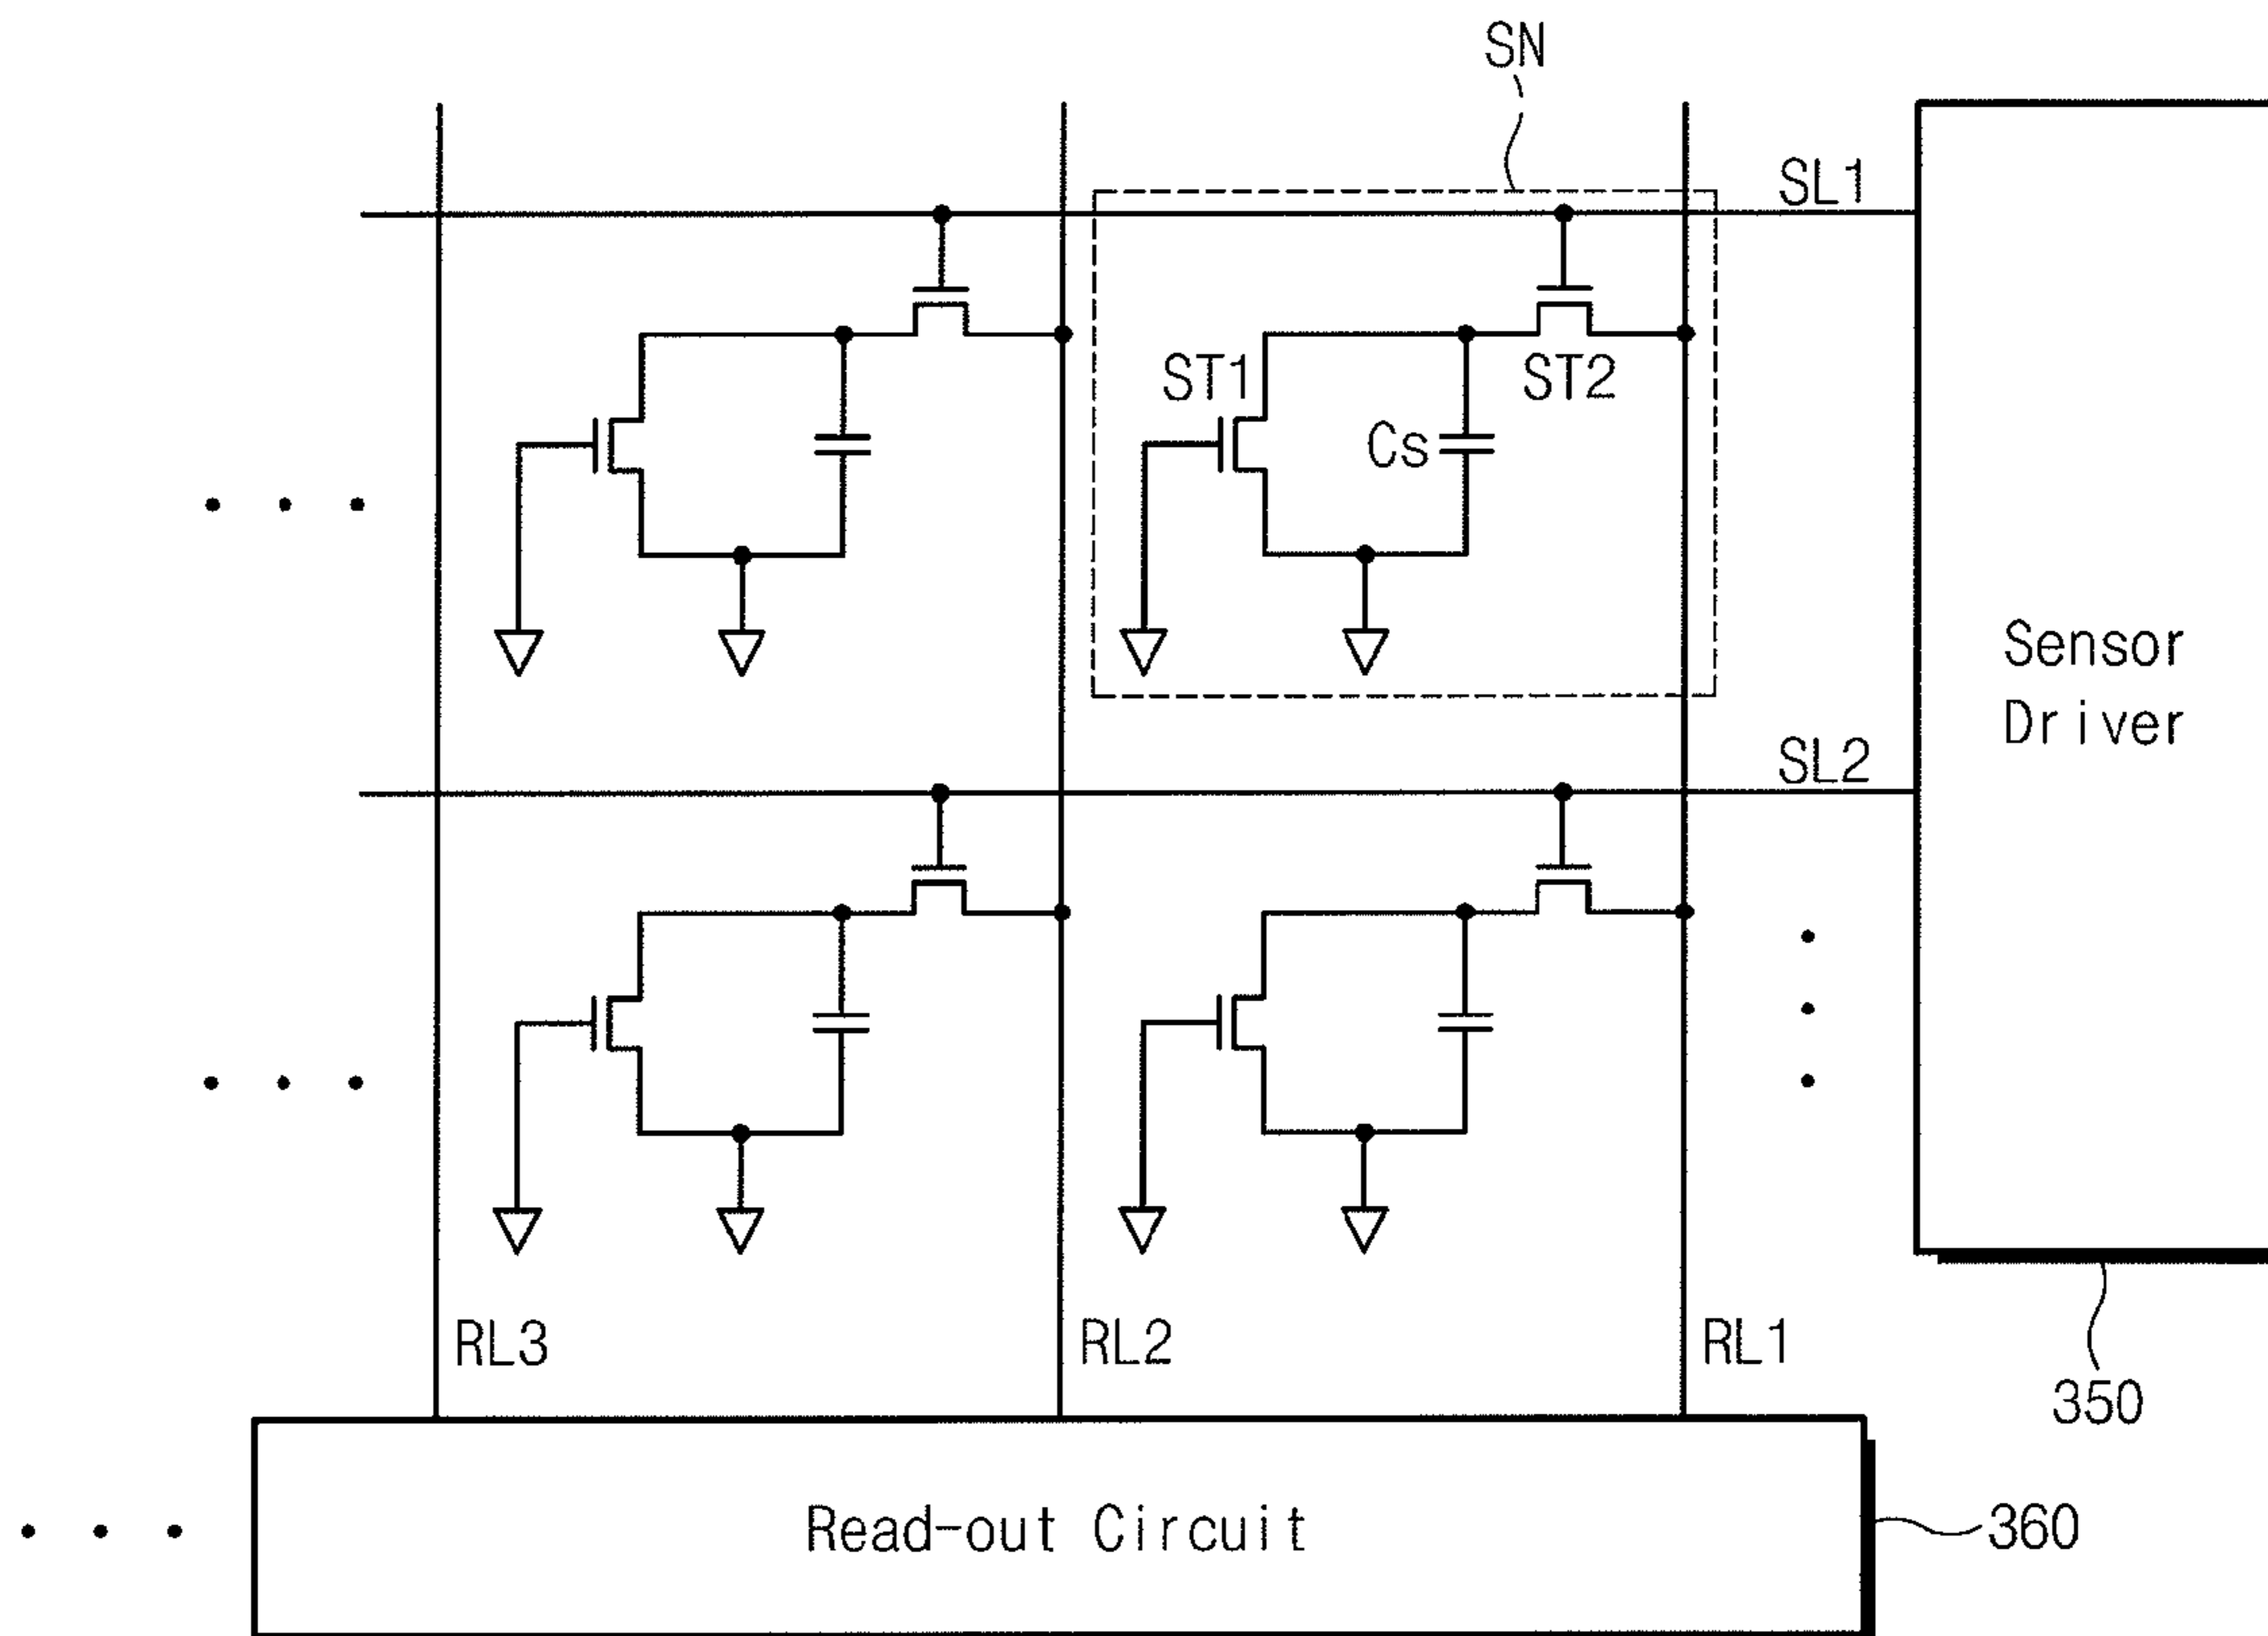 SN
SL1
ST1
ST2
Cs
Sensor
Driver
SL2
RL3
RL2
RL1
350
Read-out Circuit
360